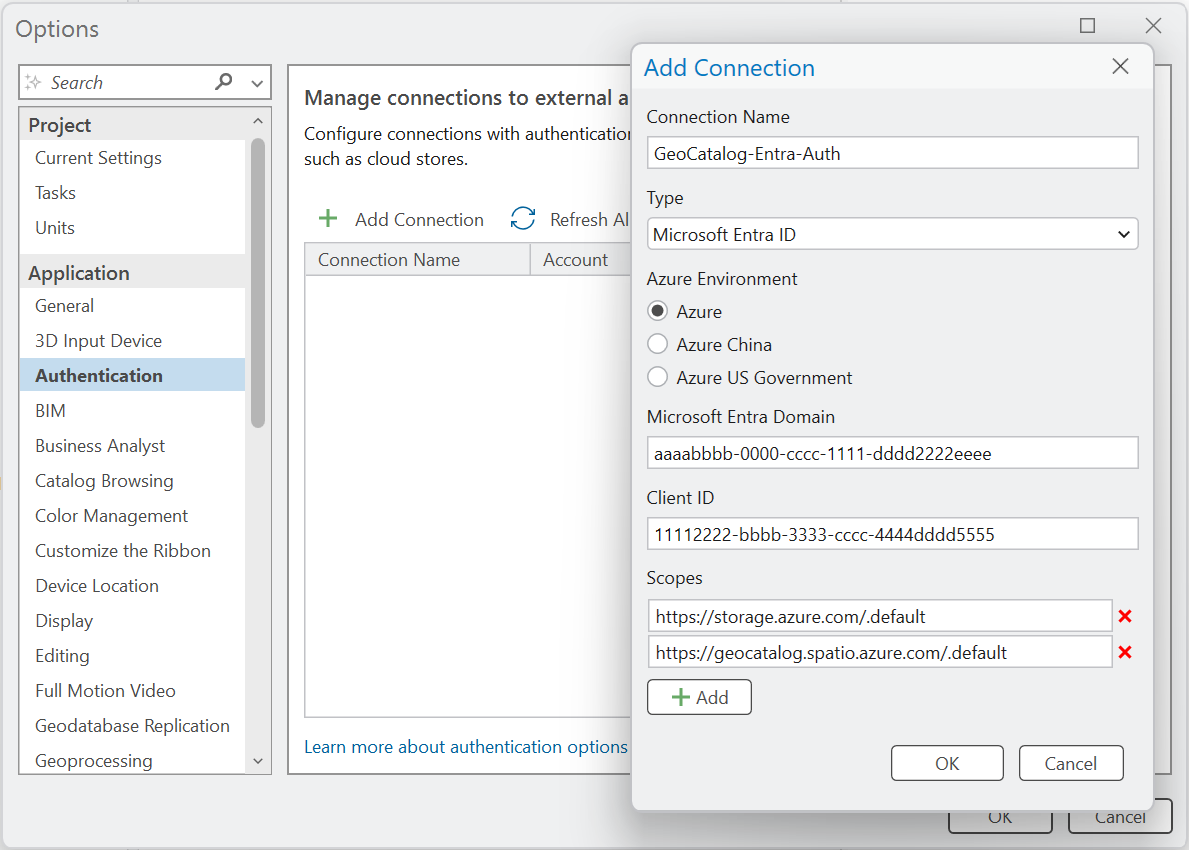 Options
Search
Project
Current Settings
Tasks
Units
Application
General
3D Input Device
Authentication
BIM
Business Analyst
Catalog Browsing
Color Management
Customize the Ribbon
Device Location
Display
Editing
Full Motion Video
Geodatabase Replication
Geoprocessing
Manage connections to external a
Configure connections with authentication
such as cloud stores.
Add Connection
Refresh Al
Connection Name
Account
Learn more about authentication options
OK
Cancel
Add Connection
Connection Name
GeoCatalog-Entra-Auth
Type
Microsoft Entra ID
Azure Environment
Azure
Azure China
Azure US Government
Microsoft Entra Domain
aaaabbbb-0000-cccc-1111-dddd2222eeee
Client ID
11112222-bbbb-3333-cccc-4444dddd5555
Scopes
https://storage.azure.com/.default
https://geocatalog.spatio.azure.com/.default
Add
OK
Cancel